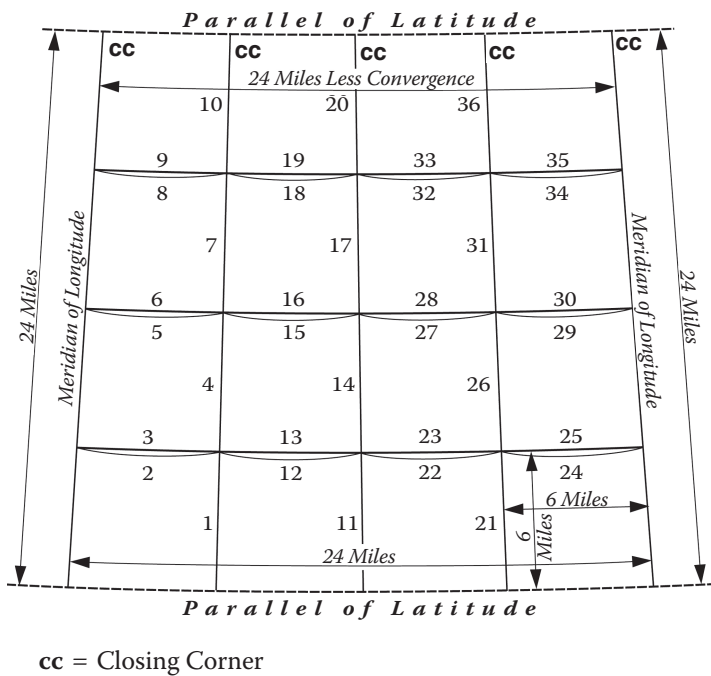 Parallel of Latitude
cc cc cc cc cc
24 Miles Less Convergence
10 20 36
9 19 33 35
8 18 32 34
7 17 31
Meridian of Longitude
Meridian of Longitude
24 Miles
24 Miles
6 16 28 30
5 15 27 29
4 14 26
3 13 23 25
2 12 22 24
6 Miles
1 11 21
6 Miles
24 Miles
Parallel of Latitude
cc = Closing Corner